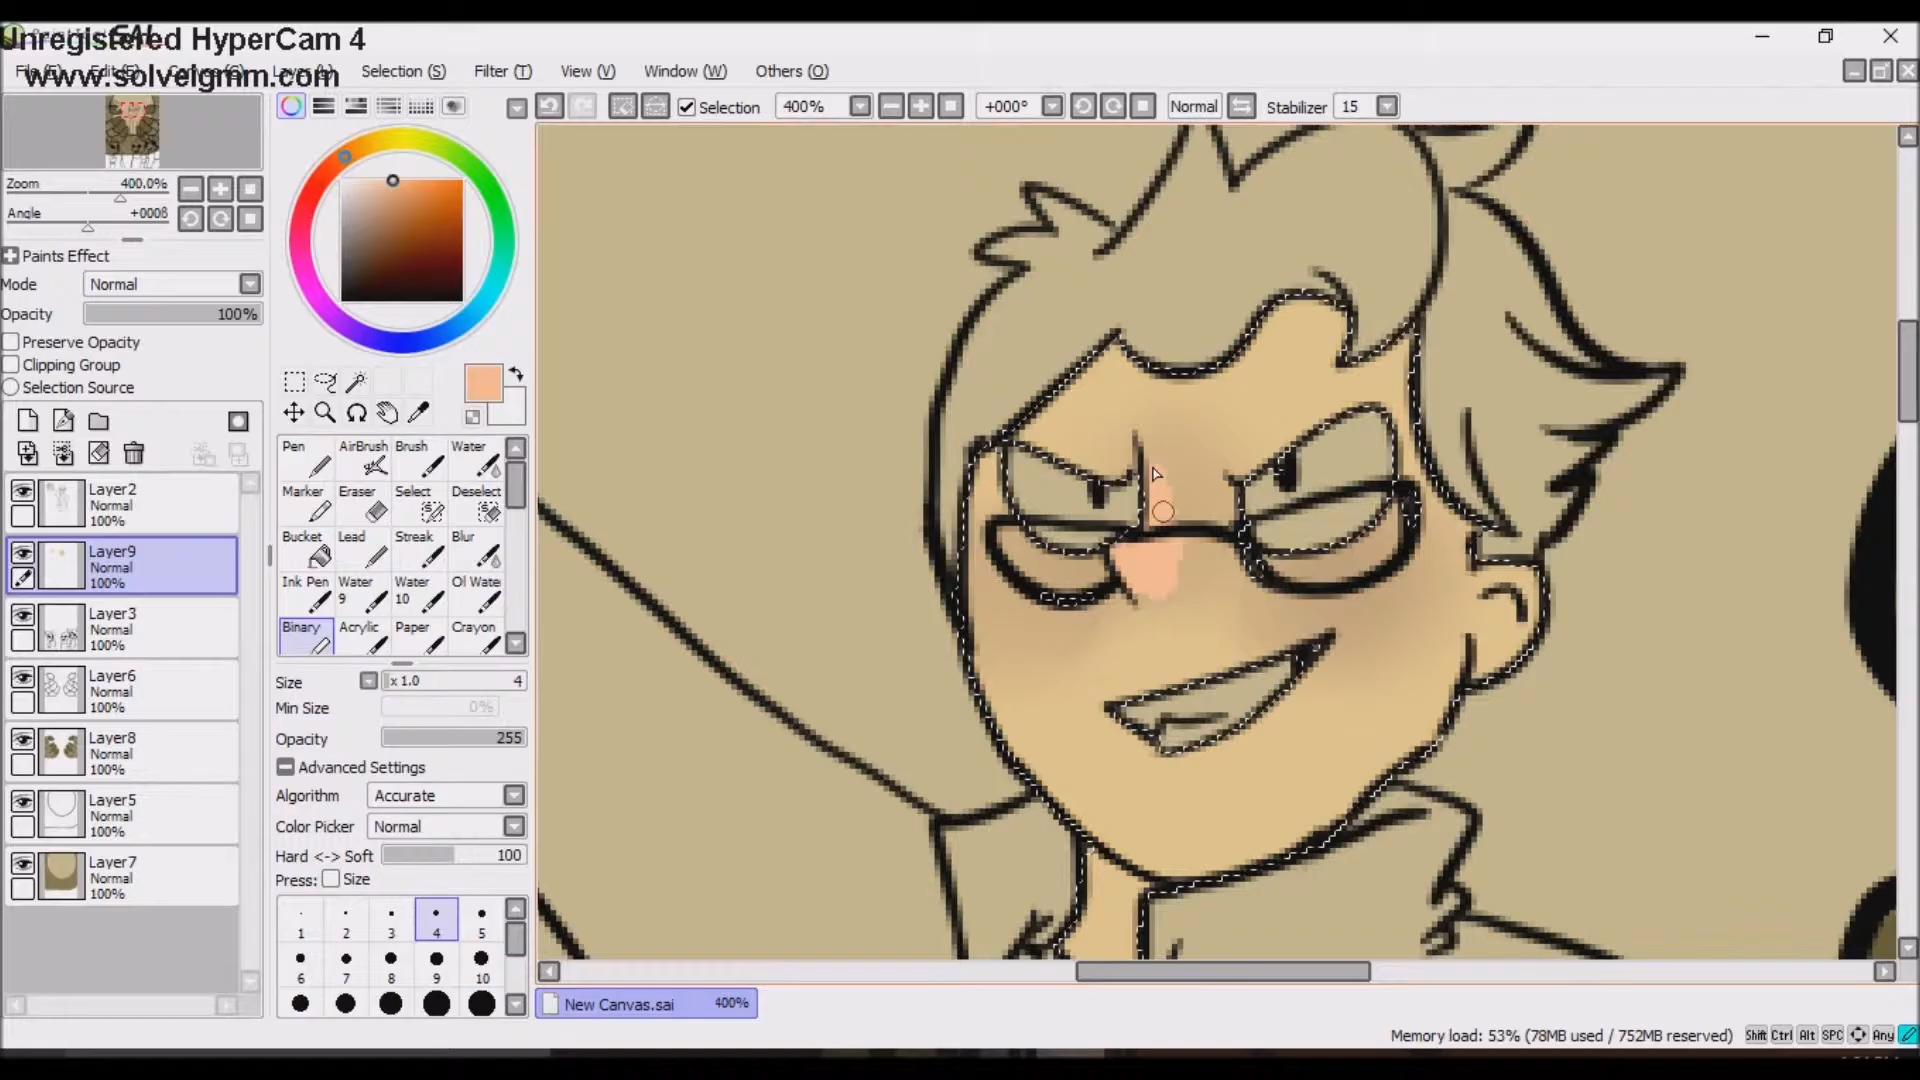 Unregistered HyperCam 4
www.solveigmm.com
File (F) Edit (E) Canvas (C) Layer (L) Selection (S) Filter (T) View (V) Window (W) Others (O)
Selection 400% +000° Normal Stabilizer 15
Zoom 400.0%
Angle +000ß
Paints Effect
Mode Normal
Opacity 100%
Preserve Opacity
Clipping Group
Selection Source
Layer2
Normal
100%
Layer9
Normal
100%
Layer3
Normal
100%
Layer6
Normal
100%
Layer8
Normal
100%
Layer5
Normal
100%
Layer7
Normal
100%
Pen AirBrush Brush Water
Marker Eraser Select Deselect
Bucket Lead Streak Blur
Ink Pen Water 9 Water 10 Ol Wate
Binary Acrylic Paper Crayon
Size x 1.0 4
Min Size 0%
Opacity 255
Advanced Settings
Algorithm Accurate
Color Picker Normal
Hard <-> Soft 100
Press: Size
1 2 3 4 5
6 7 8 9 10
New Canvas.sai 400%
Memory load: 53% (78MB used / 752MB reserved) Shift Ctrl Alt SPC Any